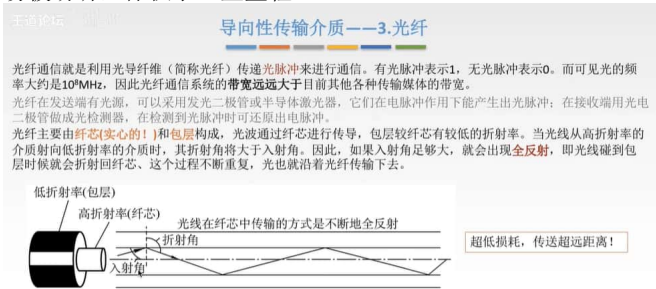 导向性传输介质——3.光纤
光纤通信就是利用光导纤维（简称光纤）传递光脉冲来进行通信。有光脉冲表示1，无光脉冲表示0。而可见光的频
率大约是10⁸MHz，因此光纤通信系统的带宽远远大于目前其他各种传输媒体的带宽。
光纤在发送端有光源，可以采用发光二极管或半导体激光器，它们在电脉冲作用下能产生出光脉冲；在接收端用光电
二极管做成光检测器，在检测到光脉冲时可还原出电脉冲。
光纤主要由纤芯(实心的！)和包层构成，光波通过纤芯进行传导，包层较纤芯有较低的折射率。当光线从高折射率的
介质射向低折射率的介质时，其折射角将大于入射角。因此，如果入射角足够大，就会出现全反射，即光线碰到包
层时候就会折射回纤芯、这个过程不断重复，光也就沿着光纤传输下去。
低折射率(包层)
高折射率(纤芯)
光线在纤芯中传输的方式是不断地全反射
折射角
入射角
超低损耗，传送超远距离！